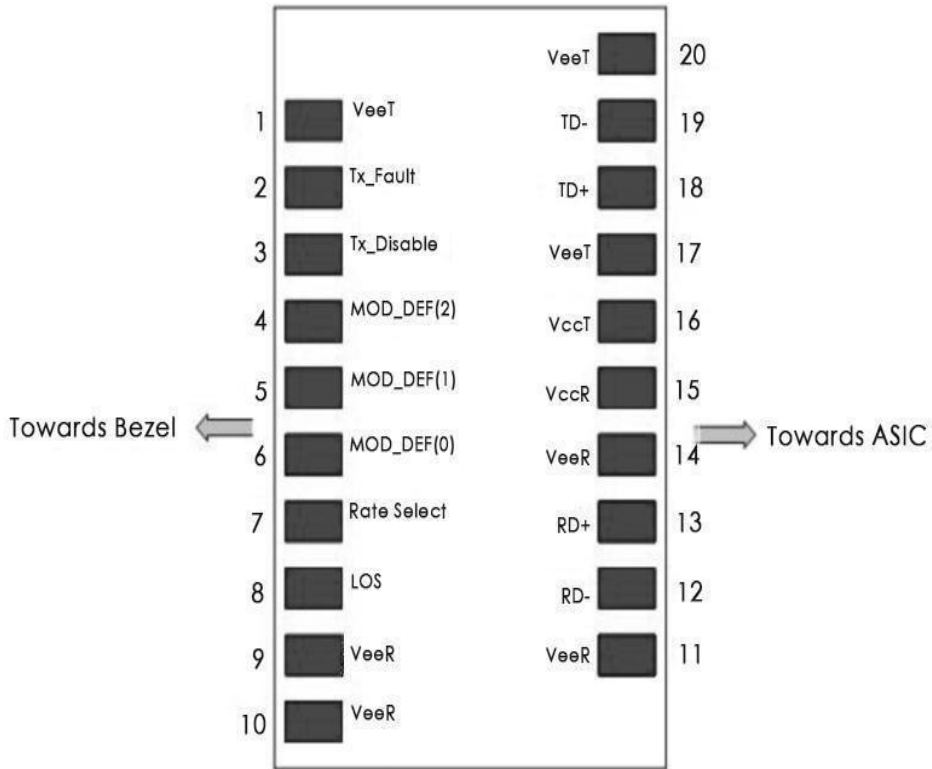 VeeT 20
1 VeeT
TD- 19
2 Tx_Fault
TD+ 18
3 Tx_Disable
VeeT 17
4 MOD_DEF(2)
VccT 16
5 MOD_DEF(1)
VccR 15
Towards Bezel
Towards ASIC
6 MOD_DEF(0)
VeeR 14
7 Rate Select
RD+ 13
8 LOS
RD- 12
9 VeeR
VeeR 11
10 VeeR